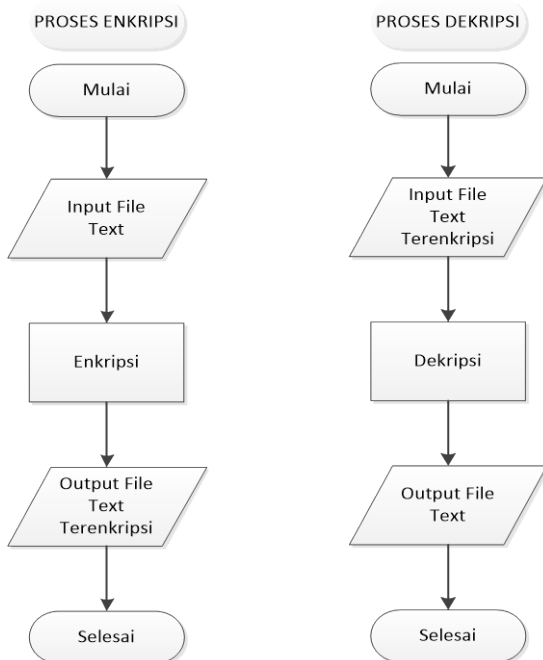 PROSES ENKRIPSI
Mulai
Input File
Text
Enkripsi
Output File
Text
Terenkripsi
Selesai
PROSES DEKRIPSI
Mulai
Input File
Text
Terenkripsi
Dekripsi
Output File
Text
Selesai